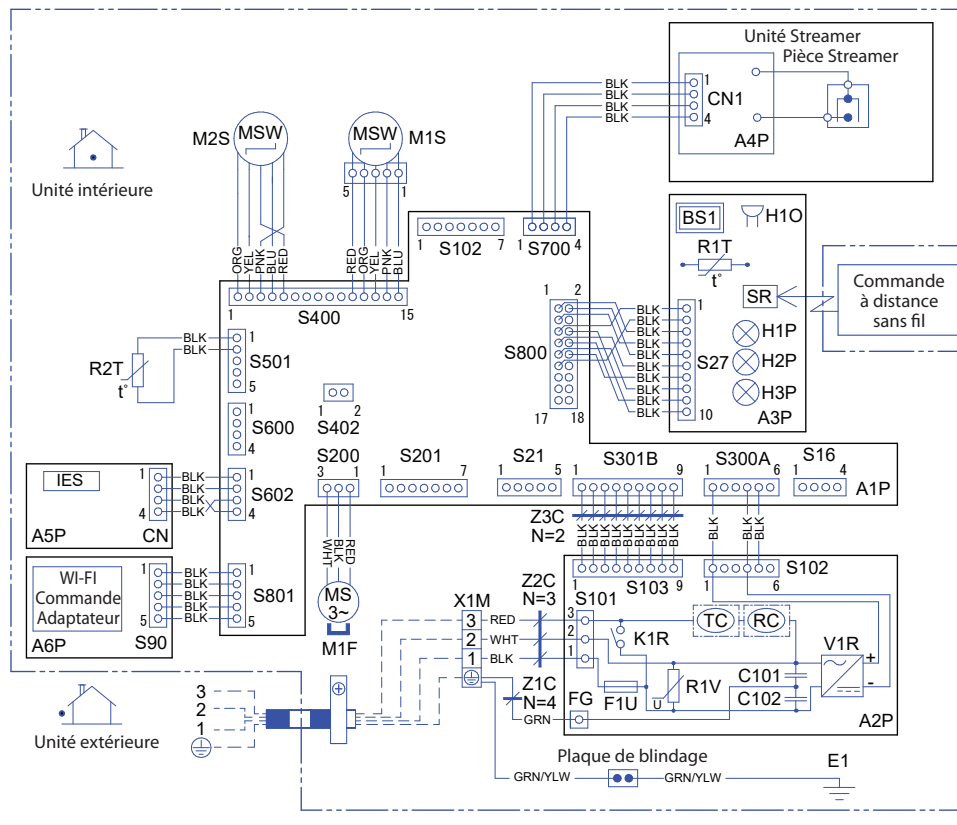 Unité Streamer
Pièce Streamer
BLK
BLK
BLK
BLK
1
CN1
4
A4P
M2S
MSW
MSW
M1S
5
1
Unité intérieure
ORG
YEL
PNK
BLU
RED
RED
ORG
YEL
PNK
BLU
1
S400
15
1
S102
7
1
S700
4
BS1
H1O
R1T
t°
SR
Commande
à distance
sans fil
H1P
H2P
H3P
A3P
1
2
S800
17
18
BLK
BLK
BLK
BLK
BLK
BLK
BLK
BLK
BLK
BLK
1
S27
10
R2T
t°
BLK
BLK
1
S501
5
1
S600
4
1
2
S402
S200
3
1
S201
1
7
S21
1
5
S301B
1
9
S300A
1
6
S16
1
4
A1P
IES
A5P
1
4
CN
BLK
BLK
BLK
BLK
1
S602
4
WI-FI
Commande
Adaptateur
A6P
1
5
S90
BLK
BLK
BLK
BLK
BLK
1
S801
5
WHT
BLK
RED
MS
3~
M1F
Z3C
N=2
BLK
BLK
BLK
BLK
BLK
BLK
BLK
BLK
BLK
BLK
BLK
BLK
1
S103
9
1
S102
6
X1M
3
2
1
RED
WHT
BLK
Z2C
N=3
S101
3
2
1
K1R
TC
RC
V1R
+
-
Z1C
N=4
GRN
FG
F1U
R1V
U
C101
C102
A2P
Unité extérieure
3
2
1
Plaque de blindage
GRN/YLW
GRN/YLW
E1